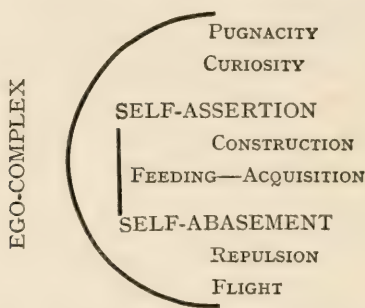 EGO-COMPLEX
PUGNACITY
CURIOSITY
SELF-ASSERTION
CONSTRUCTION
FEEDING—ACQUISITION
SELF-ABASEMENT
REPULSION
FLIGHT